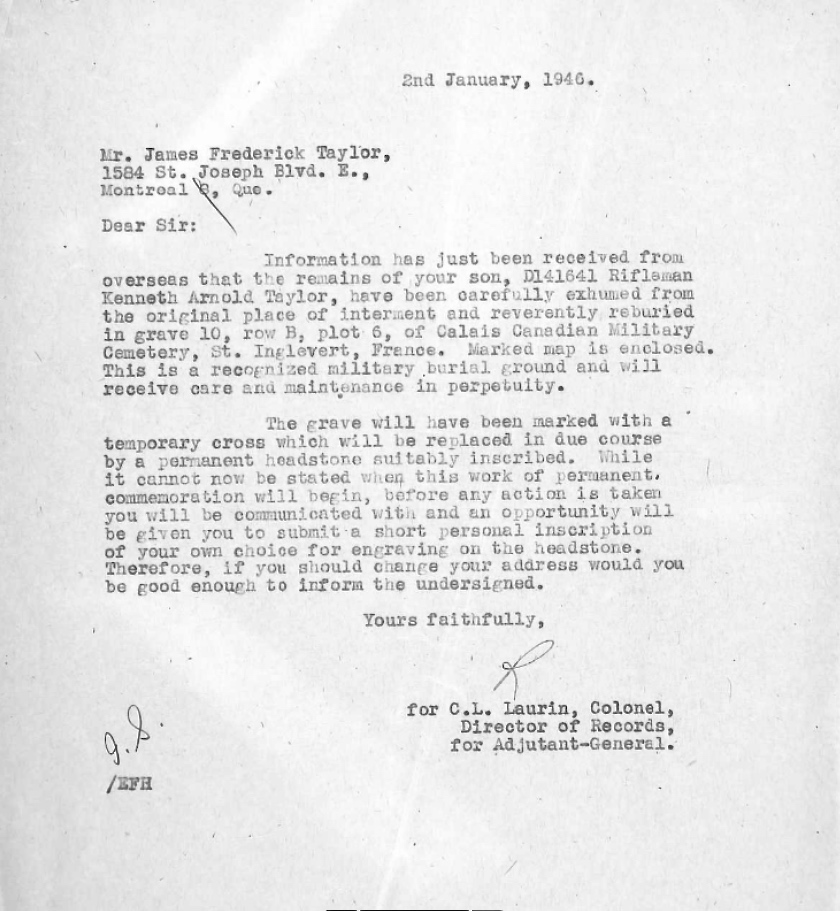 2nd January, 1946.
Mr. James Frederick Taylor,
1584 St. Joseph Blvd. E.,
Montreal 8, Que.
Dear Sir:
Information has just been received from
overseas that the remains of your son, D141641 Rifleman
Kenneth Arnold Taylor, have been carefully exhumed from
the original place of interment and reverently reburied
in grave 10, row B, plot 6, of Calais Canadian Military
Cemetery, St. Inglevert, France. Marked map is enclosed.
This is a recognized military burial ground and will
receive care and maintenance in perpetuity.
The grave will have been marked with a
temporary cross which will be replaced in due course
by a permanent headstone suitably inscribed. While
it cannot now be stated when this work of permanent
commemoration will begin, before any action is taken
you will be communicated with and an opportunity will
be given you to submit a short personal inscription
of your own choice for engraving on the headstone.
Therefore, if you should change your address would you
be good enough to inform the undersigned.
Yours faithfully,
for C.L. Laurin, Colonel,
Director of Records,
for Adjutant-General.
/EFH